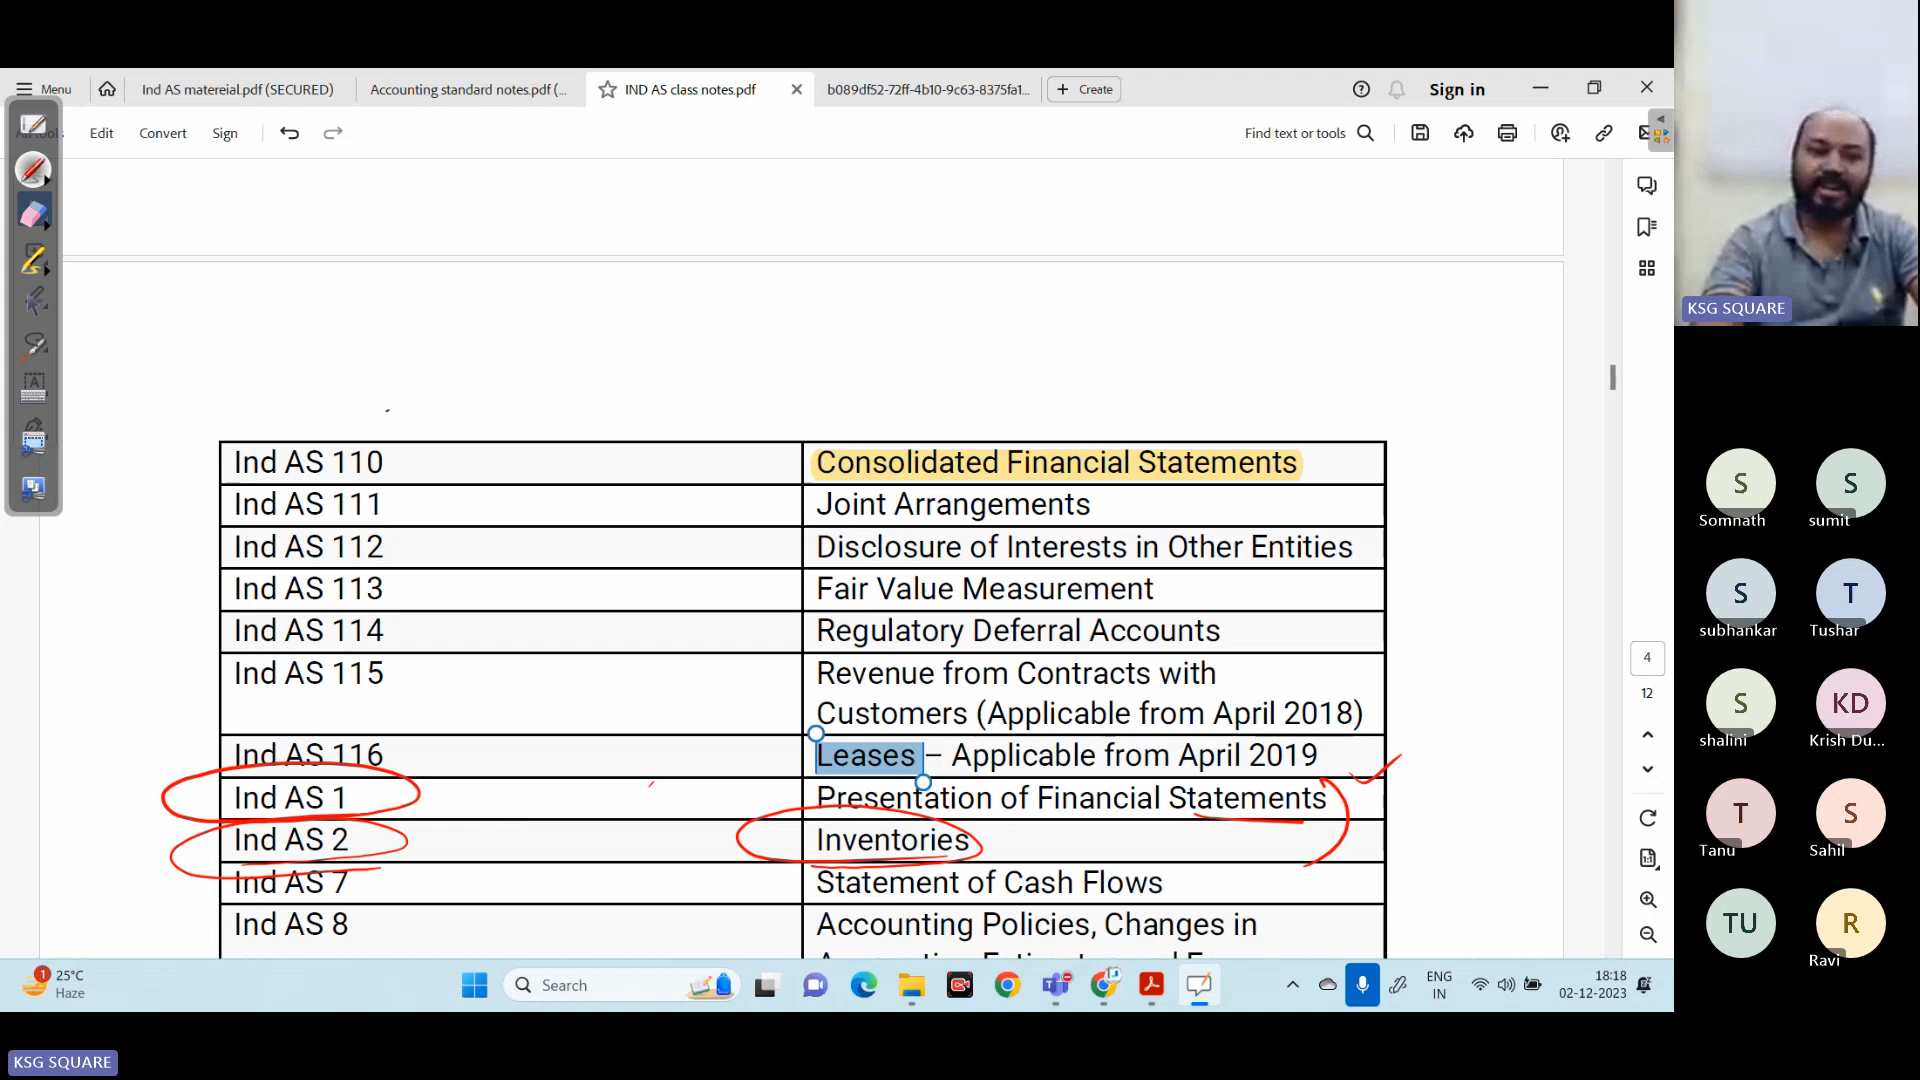 Menu
Ind AS matereial.pdf (SECURED)
Accounting standard notes.pdf (...
IND AS class notes.pdf
b089df52-72ff-4b10-9c63-8375fa1...
Create
Sign in
Edit
Convert
Sign
Find text or tools
Ind AS 110 Consolidated Financial Statements
Ind AS 111 Joint Arrangements
Ind AS 112 Disclosure of Interests in Other Entities
Ind AS 113 Fair Value Measurement
Ind AS 114 Regulatory Deferral Accounts
Ind AS 115 Revenue from Contracts with
Customers (Applicable from April 2018)
Ind AS 116 Leases – Applicable from April 2019
Ind AS 1 Presentation of Financial Statements
Ind AS 2 Inventories
Ind AS 7 Statement of Cash Flows
Ind AS 8 Accounting Policies, Changes in
4
12
1:1
KSG SQUARE
S
Somnath
S
sumit
S
subhankar
T
Tushar
S
shalini
KD
Krish Du...
T
Tanu
S
Sahil
TU
R
Ravi
1
25°C
Haze
Search
ENG
IN
18:18
02-12-2023
KSG SQUARE